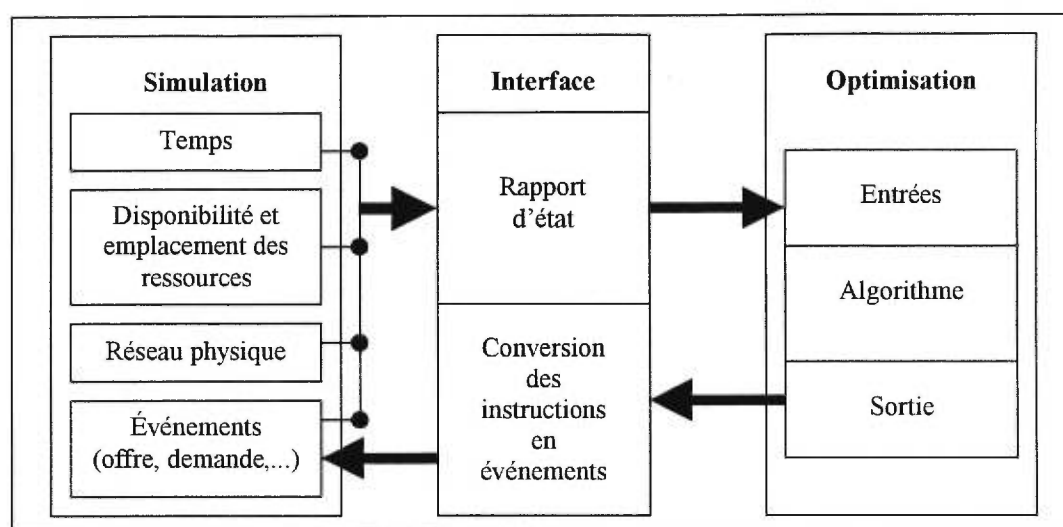 Simulation
Temps
Disponibilité et
emplacement des
ressources
Réseau physique
Événements
(offre, demande,...)
Interface
Rapport
d’état
Conversion
des
instructions
en
événements
Optimisation
Entrées
Algorithme
Sortie